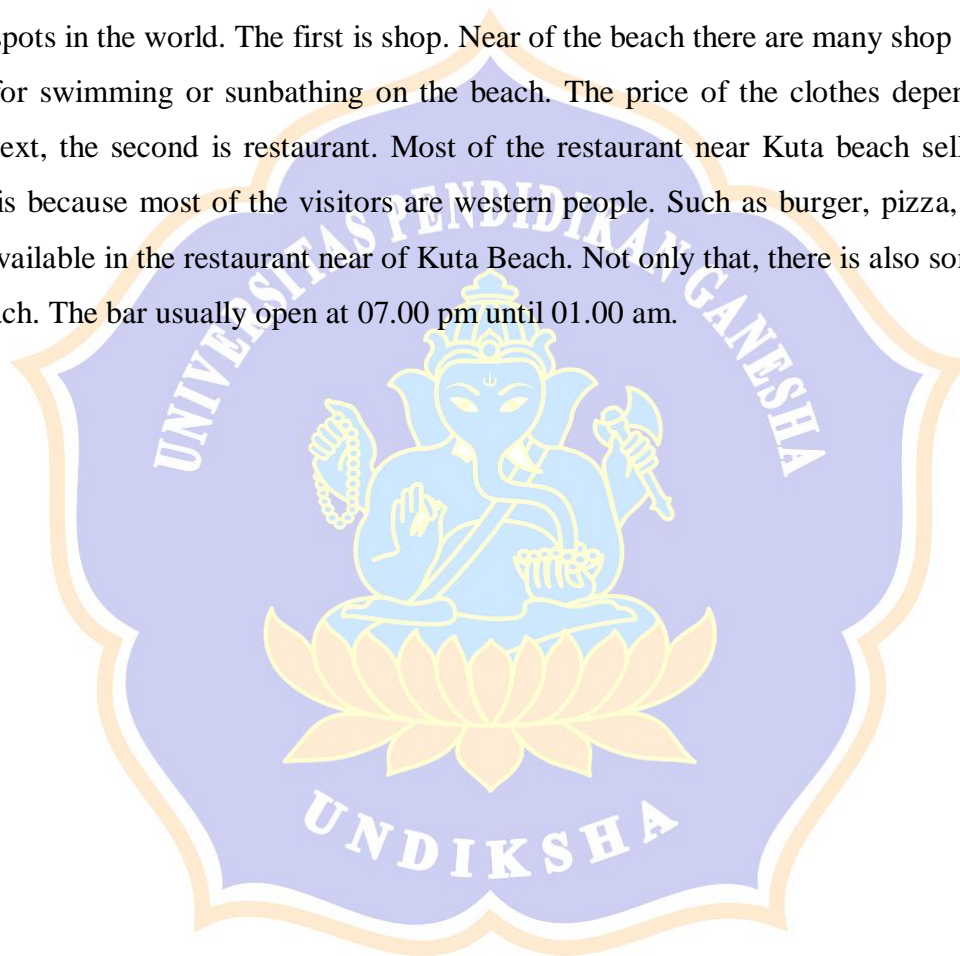 spots in the world. The first is shop. Near of the beach there are many shop
for swimming or sunbathing on the beach. The price of the clothes
ext, the second is restaurant. Most of the restaurant near Kuta beach sell
is because most of the visitors are western people. Such as burger, pizza,
vailable in the restaurant near of Kuta Beach. Not only that, there is also
ach. The bar usually open at 07.00 pm until 01.00 am.
UNIVERSITAS PENDIDIKAN GANESHA
UNDIKSHA